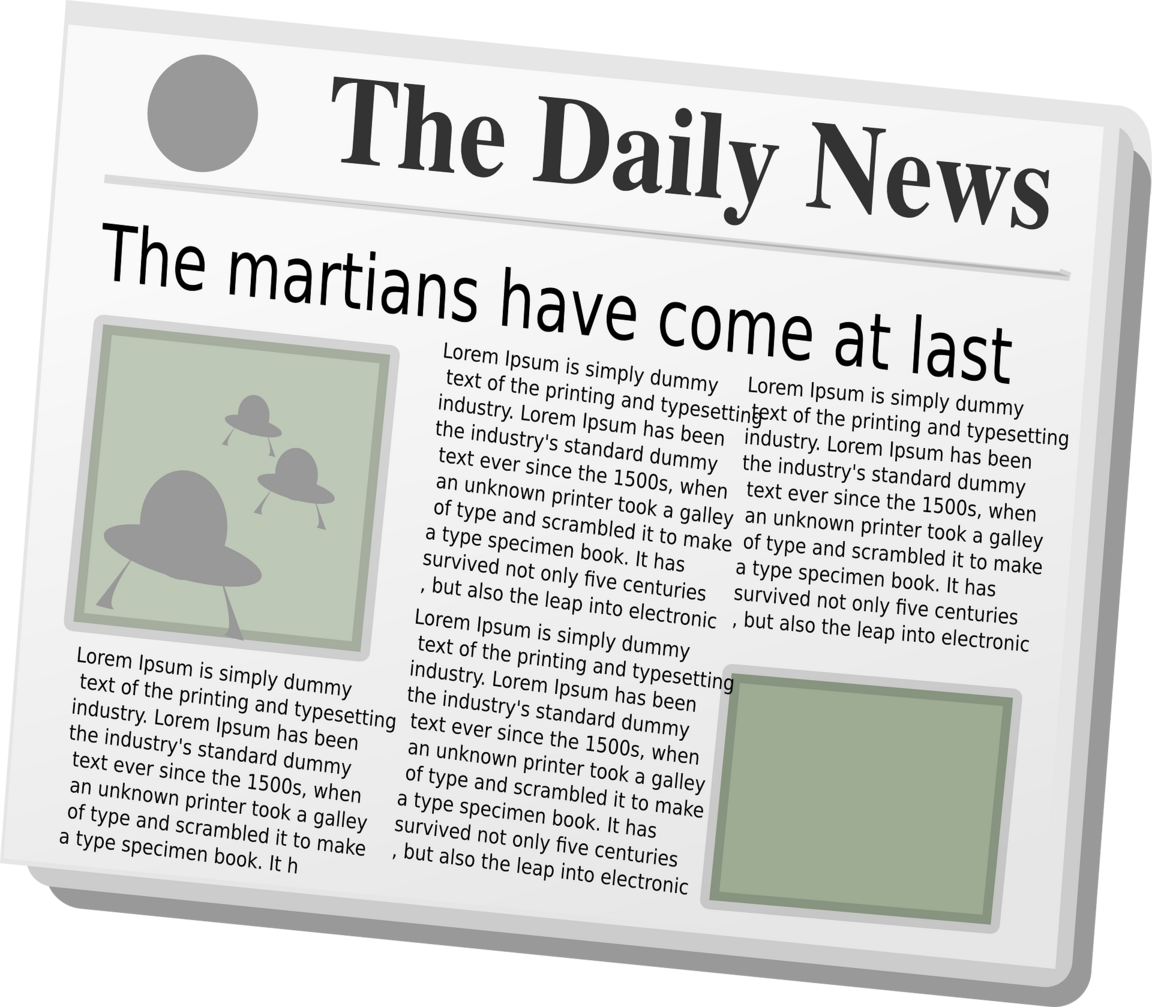 The Daily News
The martians have come at last
Lorem Ipsum is simply dummy
text of the printing and typesetting
industry. Lorem Ipsum has been
the industry's standard dummy
text ever since the 1500s, when
an unknown printer took a galley
of type and scrambled it to make
a type specimen book. It h
Lorem Ipsum is simply dummy
text of the printing and typesetting
industry. Lorem Ipsum has been
the industry's standard dummy
text ever since the 1500s, when
an unknown printer took a galley
of type and scrambled it to make
a type specimen book. It has
survived not only five centuries
, but also the leap into electronic
Lorem Ipsum is simply dummy
text of the printing and typesetting
industry. Lorem Ipsum has been
the industry's standard dummy
text ever since the 1500s, when
an unknown printer took a galley
of type and scrambled it to make
a type specimen book. It has
survived not only five centuries
, but also the leap into electronic
Lorem Ipsum is simply dummy
text of the printing and typesetting
industry. Lorem Ipsum has been
the industry's standard dummy
text ever since the 1500s, when
an unknown printer took a galley
of type and scrambled it to make
a type specimen book. It has
survived not only five centuries
, but also the leap into electronic